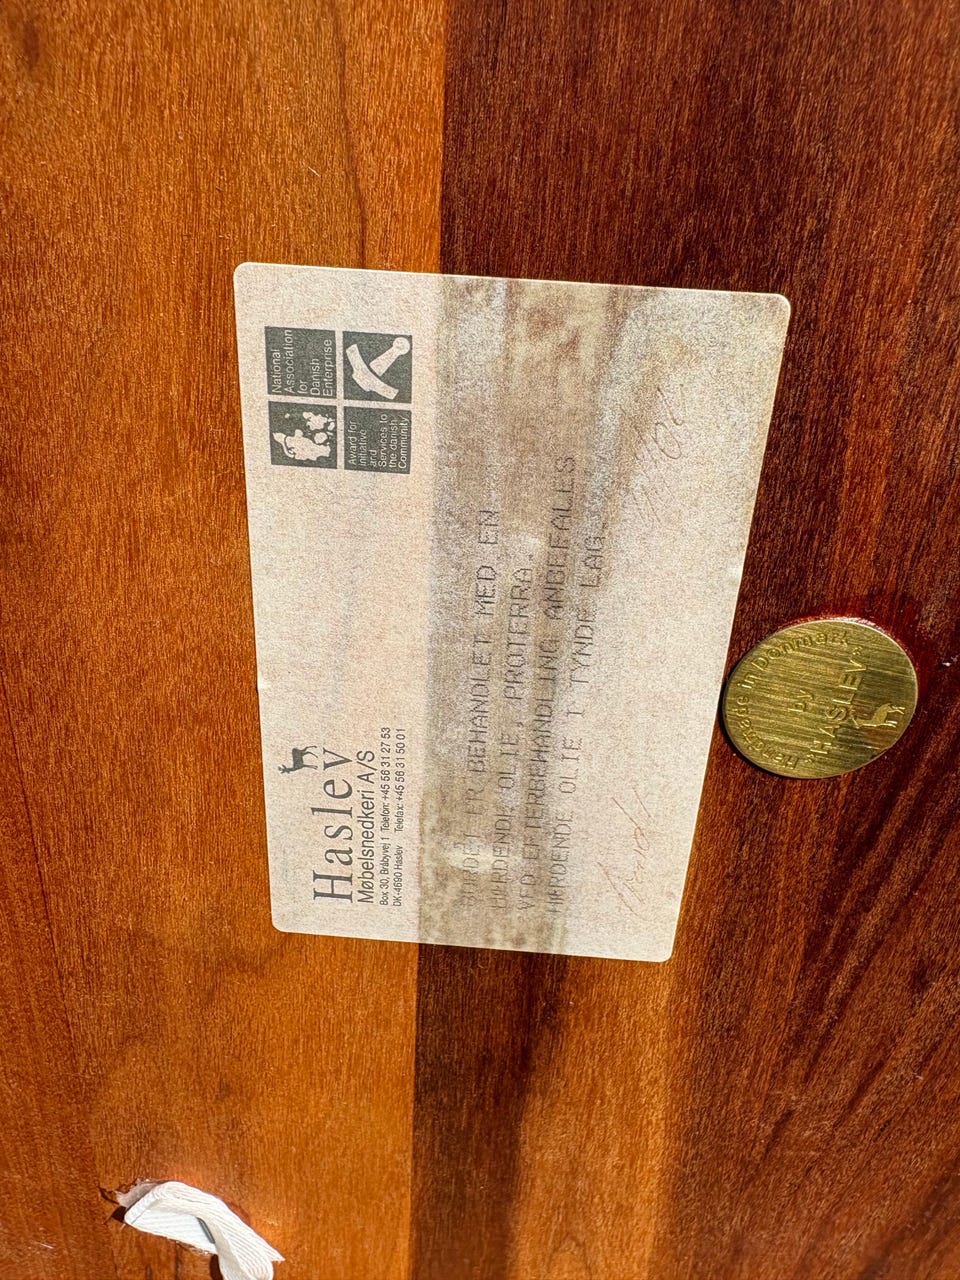 Haslev
Møbelsnedkeri A/S
Box 30, Bråbyvej 1 Telefon: +45 56 31 27 53
DK-4690 Haslev Telefax: +45 56 31 50 01
National
Association
for
Danish
Enterprise
Award for
initiative
and
Services to
the danish
Community
BORDET ER BEHANDLET MED EN
HÆRDENDE OLIE, PROTERRA.
VED EFTERBEHANDLING ANBEFALES
HÆRDENDE OLIE I TYNDE LAG.
Handmade in Denmark
by
HASLEV